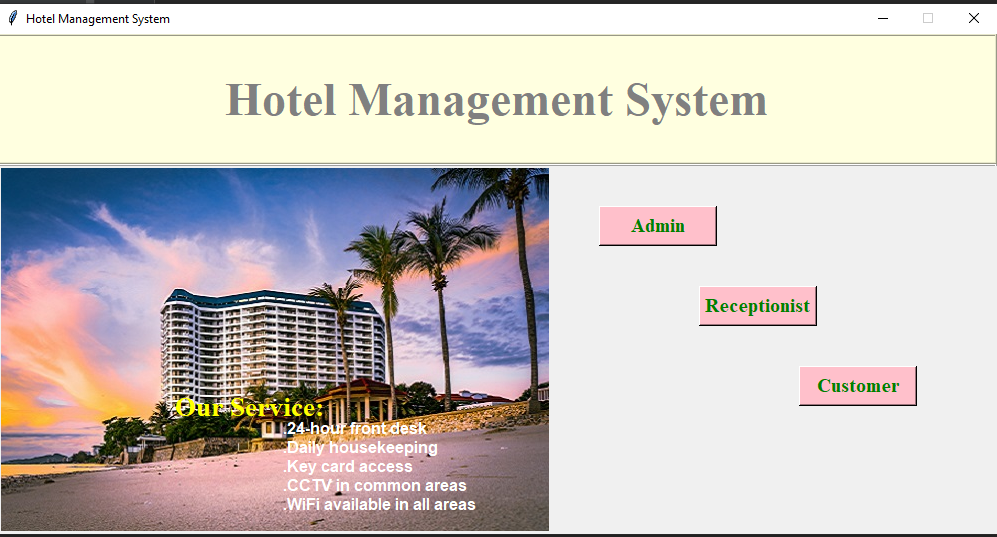 Hotel Management System
Hotel Management System
Admin
Receptionist
Customer
Our Service:
.24-hour front desk
.Daily housekeeping
.Key card access
.CCTV in common areas
.WiFi available in all areas